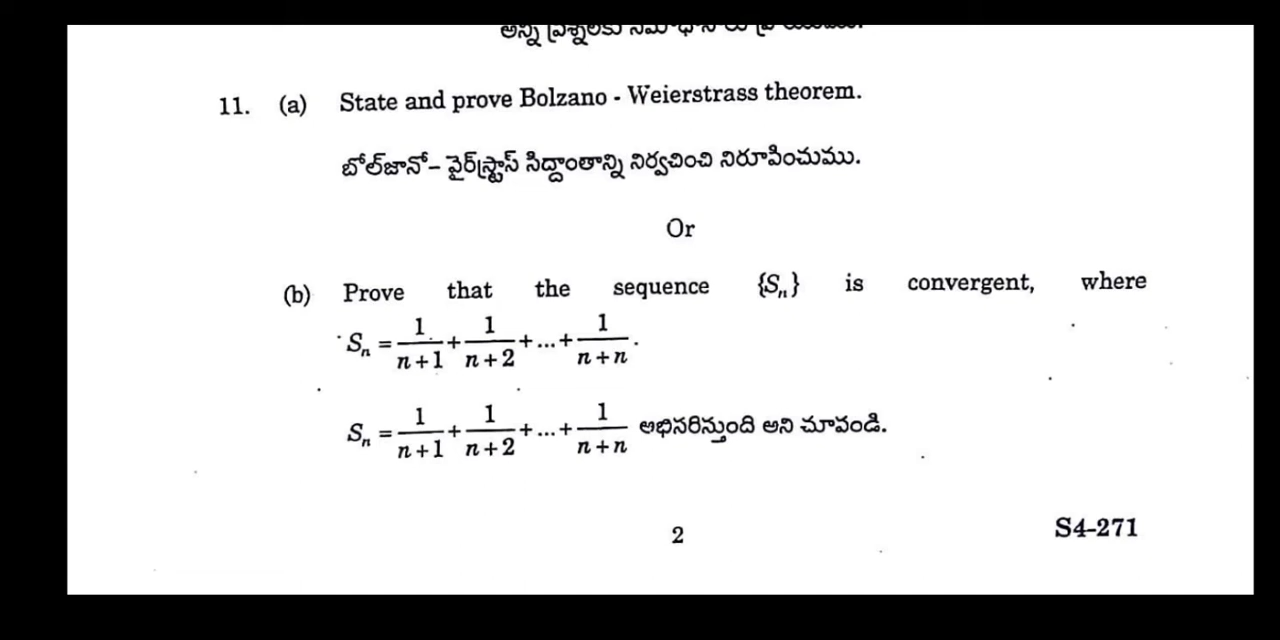 11. (a) State and prove Bolzano - Weierstrass theorem.
బోల్‌జానో– వైర్‌స్ట్రాస్ సిద్దాంతాన్ని నిర్వచించి నిరూపించుము.
Or
(b) Prove that the sequence {Sₙ} is convergent, where
Sₙ = 1/(n+1) + 1/(n+2) + ... + 1/(n+n).
Sₙ = 1/(n+1) + 1/(n+2) + ... + 1/(n+n) అభిసరిస్తుంది అని చూపండి.
2 S4-271